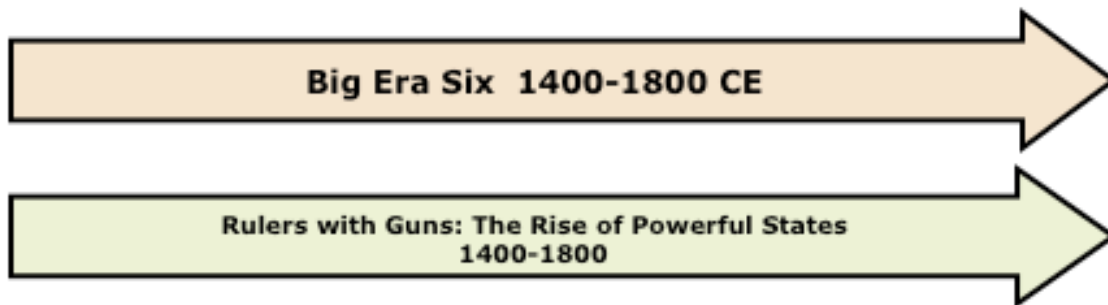 Big Era Six  1400-1800 CE
Rulers with Guns: The Rise of Powerful States
1400-1800